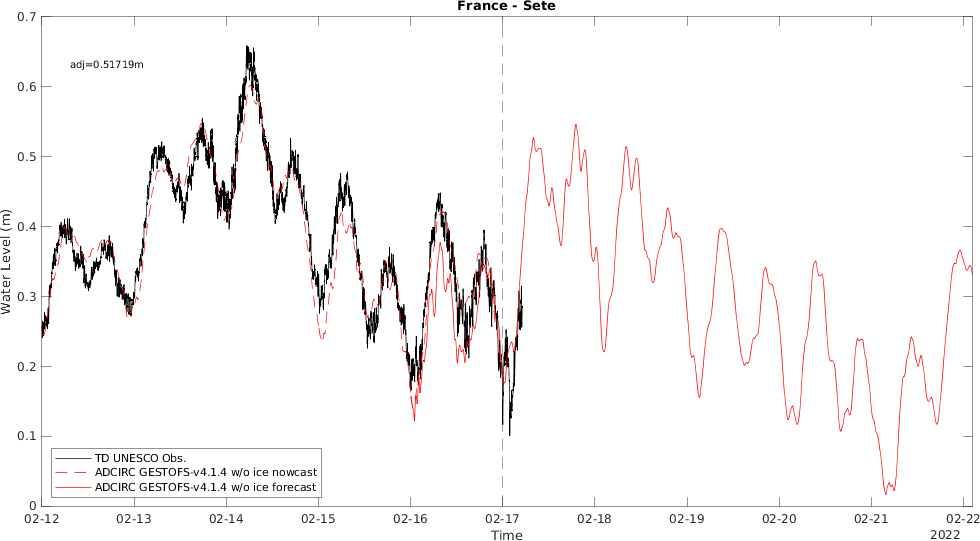 France - Sete
adj=0.51719m
Water Level (m)
0.7
0.6
0.5
0.4
0.3
0.2
0.1
0
TD UNESCO Obs.
ADCIRC GESTOFS-v4.1.4 w/o ice nowcast
ADCIRC GESTOFS-v4.1.4 w/o ice forecast
02-12 02-13 02-14 02-15 02-16 02-17 02-18 02-19 02-20 02-21 02-22
Time
2022